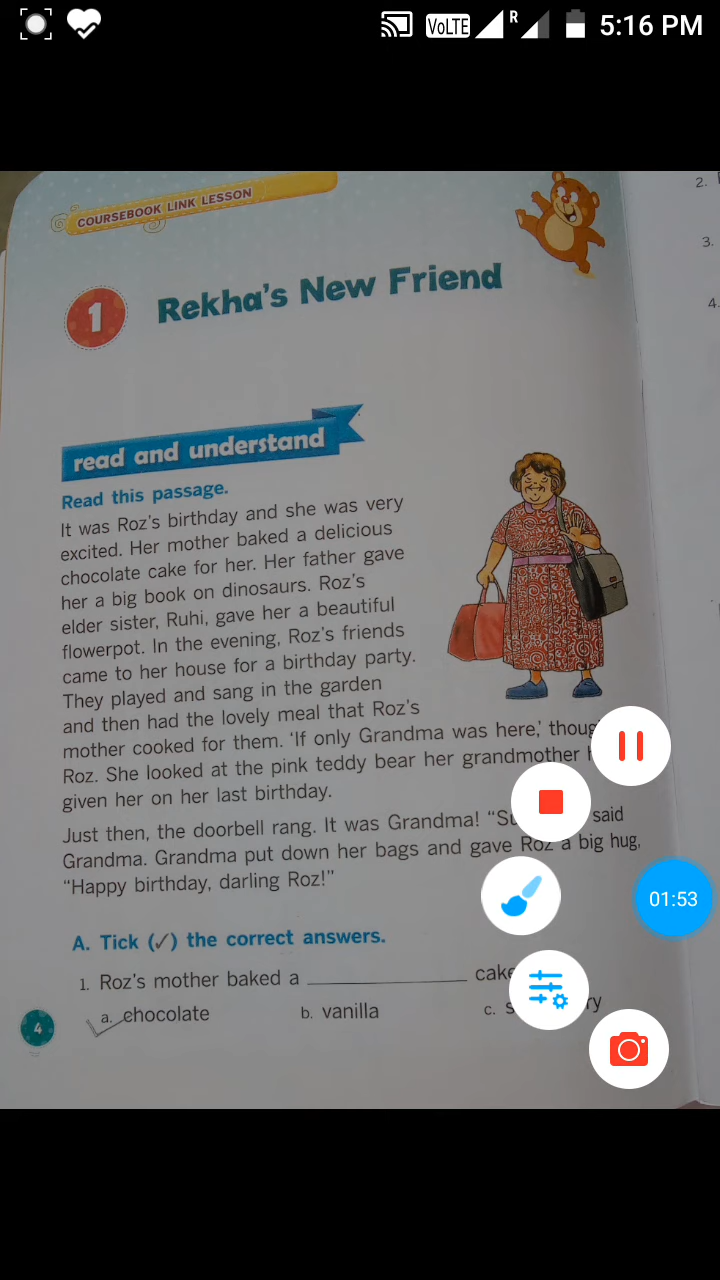 VoLTE R 5:16 PM
COURSEBOOK LINK LESSON
2.
3.
4.
1 Rekha's New Friend
read and understand
Read this passage.
It was Roz's birthday and she was very
excited. Her mother baked a delicious
chocolate cake for her. Her father gave
her a big book on dinosaurs. Roz's
elder sister, Ruhi, gave her a beautiful
flowerpot. In the evening, Roz's friends
came to her house for a birthday party.
They played and sang in the garden
and then had the lovely meal that Roz's
mother cooked for them. 'If only Grandma was here,'
Roz. She looked at the pink teddy bear her grandmother
given her on her last birthday.
Just then, the doorbell rang. It was Grandma! said
Grandma. Grandma put down her bags and gave Roz a big hug,
"Happy birthday, darling Roz!"
A. Tick (✓) the correct answers.
1. Roz's mother baked a ______________ cake
a. chocolate b. vanilla c.
4
01:53